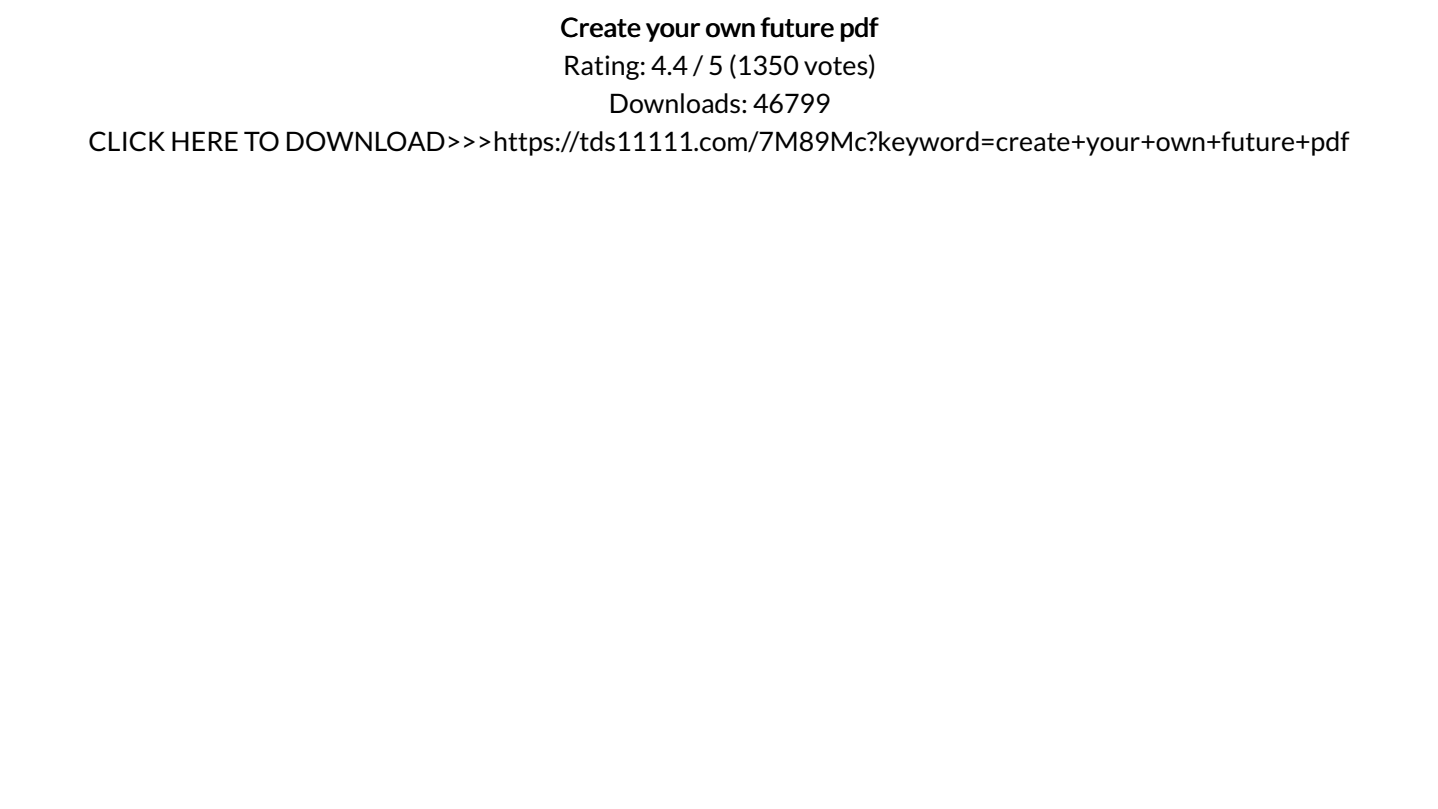 Create your own future pdf
Rating: 4.4 / 5 (1350 votes)
Downloads: 46799
CLICK HERE TO DOWNLOAD>>>https://tds11111.com/7M89Mc?keyword=create+your+own+future+pdf